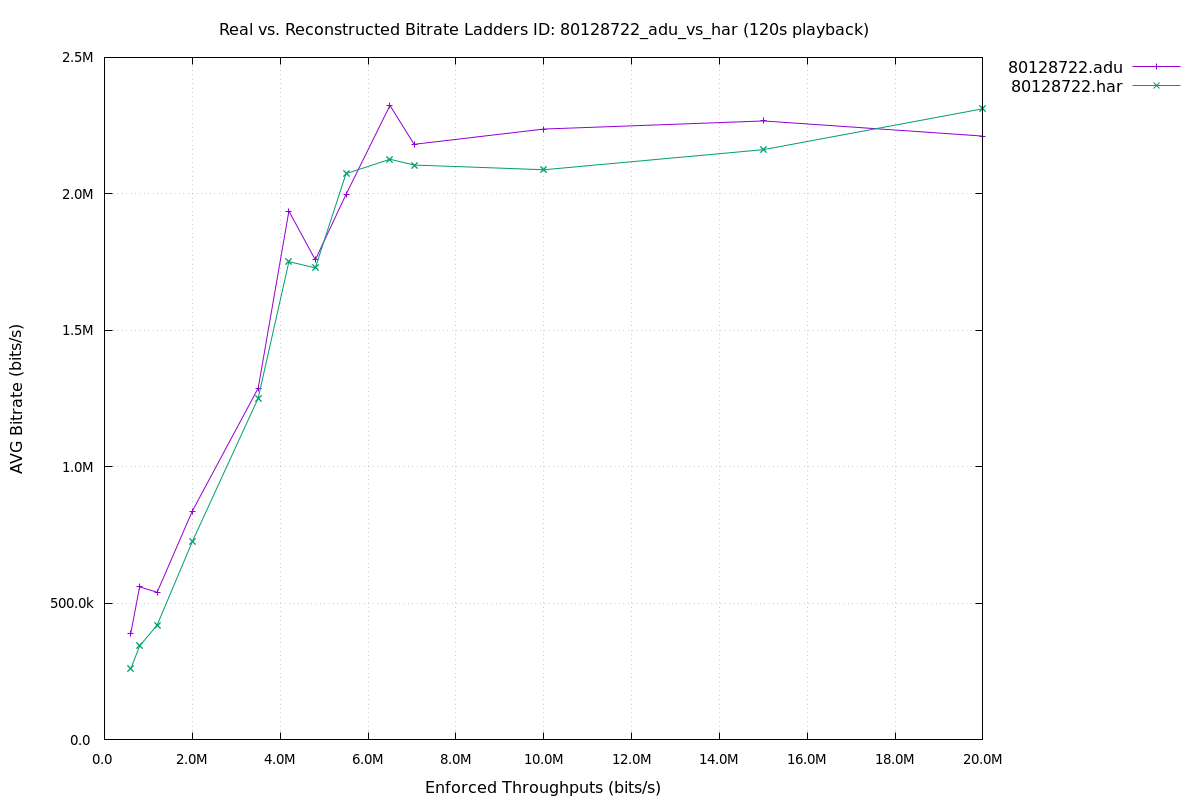 Real vs. Reconstructed Bitrate Ladders ID: 80128722_adu_vs_har (120s playback)
80128722.adu
80128722.har
2.5M
2.0M
1.5M
1.0M
500.0k
0.0
AVG Bitrate (bits/s)
0.0 2.0M 4.0M 6.0M 8.0M 10.0M 12.0M 14.0M 16.0M 18.0M 20.0M
Enforced Throughputs (bits/s)